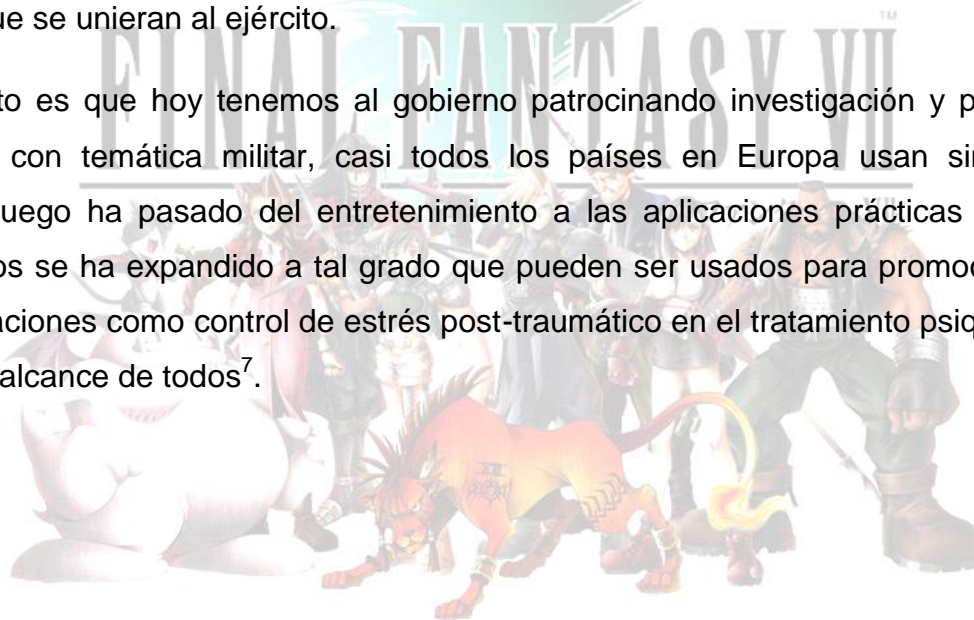 ue se unieran al ejército.
FINAL FANTASY VII
TM
to es que hoy tenemos al gobierno patrocinando investigación y p
con temática militar, casi todos los países en Europa usan sin
uego ha pasado del entretenimiento a las aplicaciones prácticas
os se ha expandido a tal grado que pueden ser usados para promoc
aciones como control de estrés post-traumático en el tratamiento psiq
alcance de todos⁷.